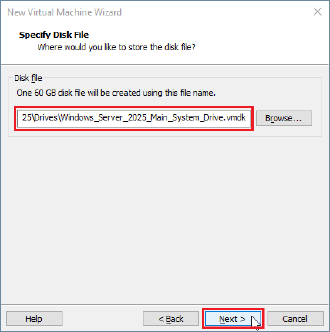 New Virtual Machine Wizard
Specify Disk File
Where would you like to store the disk file?
Disk file
One 60 GB disk file will be created using this file name.
25\Drives\Windows_Server_2025_Main_System_Drive.vmdk
Browse...
Help
< Back
Next >
Cancel